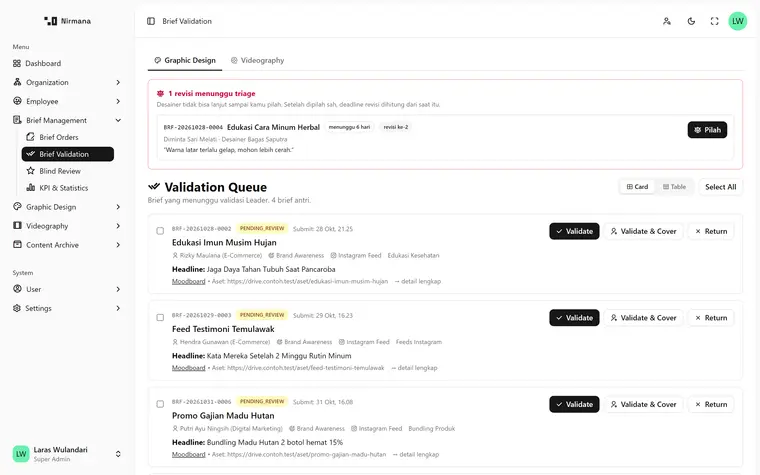 Nirmana
Brief Validation
LW
Menu
Dashboard
Organization
Employee
Brief Management
Brief Orders
Brief Validation
Blind Review
KPI & Statistics
Graphic Design
Videography
Content Archive
System
User
Settings
LW
Laras Wulandari
Super Admin
Graphic Design
Videography
1 revisi menunggu triage
Desainer tidak bisa lanjut sampai kamu pilah. Setelah dipilah sah, deadline revisi dihitung dari saat itu.
BRF-20261028-0004 Edukasi Cara Minum Herbal menunggu 6 hari revisi ke-2
Diminta Sari Melati · Desainer Bagas Saputra
"Warna latar terlalu gelap, mohon lebih cerah."
Pilah
Validation Queue
Brief yang menunggu validasi Leader. 4 brief antri.
Card
Table
Select All
BRF-20261028-0002 PENDING_REVIEW Submit: 28 Okt, 21.25
Edukasi Imun Musim Hujan
Rizky Maulana (E-Commerce) Brand Awareness Instagram Feed Edukasi Kesehatan
Headline: Jaga Daya Tahan Tubuh Saat Pancaroba
Moodboard • Aset: https://drive.contoh.test/aset/edukasi-imun-musim-hujan → detail lengkap
Validate
Validate & Cover
Return
BRF-20261029-0003 PENDING_REVIEW Submit: 29 Okt, 16.23
Feed Testimoni Temulawak
Hendra Gunawan (E-Commerce) Brand Awareness Instagram Feed Feeds Instagram
Headline: Kata Mereka Setelah 2 Minggu Rutin Minum
Moodboard • Aset: https://drive.contoh.test/aset/feed-testimoni-temulawak → detail lengkap
Validate
Validate & Cover
Return
BRF-20261031-0006 PENDING_REVIEW Submit: 31 Okt, 16.08
Promo Gajian Madu Hutan
Putri Ayu Ningsih (Digital Marketing) Brand Awareness Instagram Feed Bundling Produk
Headline: Bundling Madu Hutan 2 botol hemat 15%
Moodboard • Aset: https://drive.contoh.test/aset/promo-gajian-madu-hutan → detail lengkap
Validate
Validate & Cover
Return